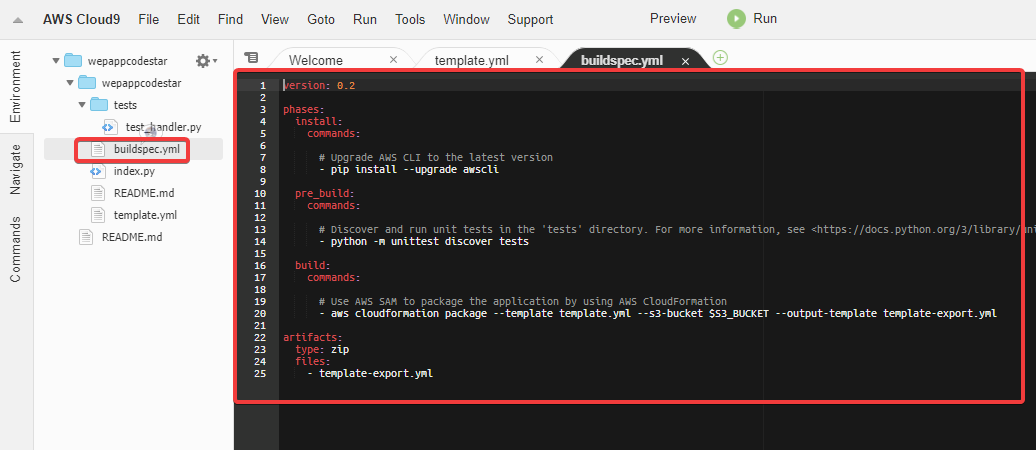 AWS Cloud9 File Edit Find View Goto Run Tools Window Support Preview Run
Environment
Navigate
Commands
wepappcodestar
wepappcodestar
tests
test_handler.py
buildspec.yml
index.py
README.md
template.yml
README.md
Welcome template.yml buildspec.yml
1 version: 0.2
2
3 phases:
4 install:
5 commands:
6
7 # Upgrade AWS CLI to the latest version
8 - pip install --upgrade awscli
9
10 pre_build:
11 commands:
12
13 # Discover and run unit tests in the 'tests' directory. For more information, see <https://docs.python.org/3/library/uni
14 - python -m unittest discover tests
15
16 build:
17 commands:
18
19 # Use AWS SAM to package the application by using AWS CloudFormation
20 - aws cloudformation package --template template.yml --s3-bucket $S3_BUCKET --output-template template-export.yml
21
22 artifacts:
23 type: zip
24 files:
25 - template-export.yml